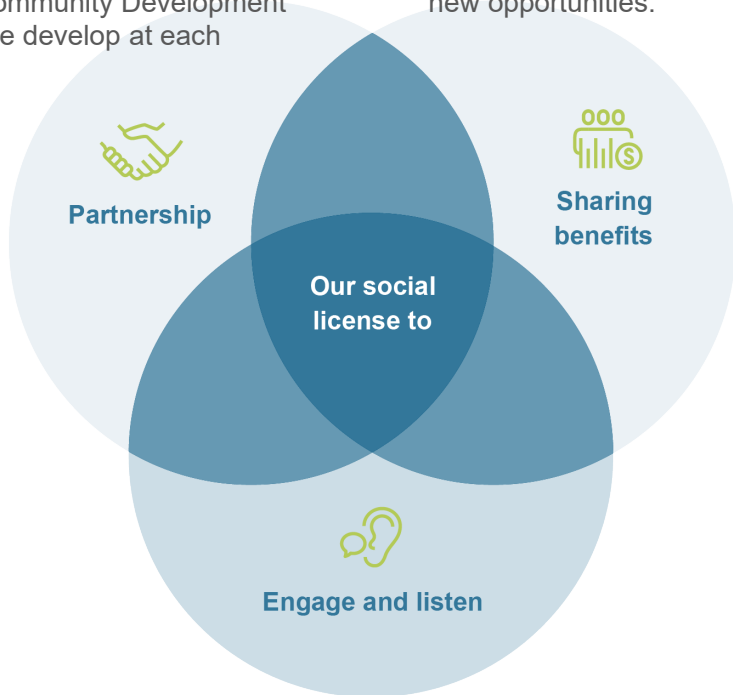 ommunity Development
e develop at each
new opportunities.
Partnership
Sharing
benefits
Our social
license to
Engage and listen